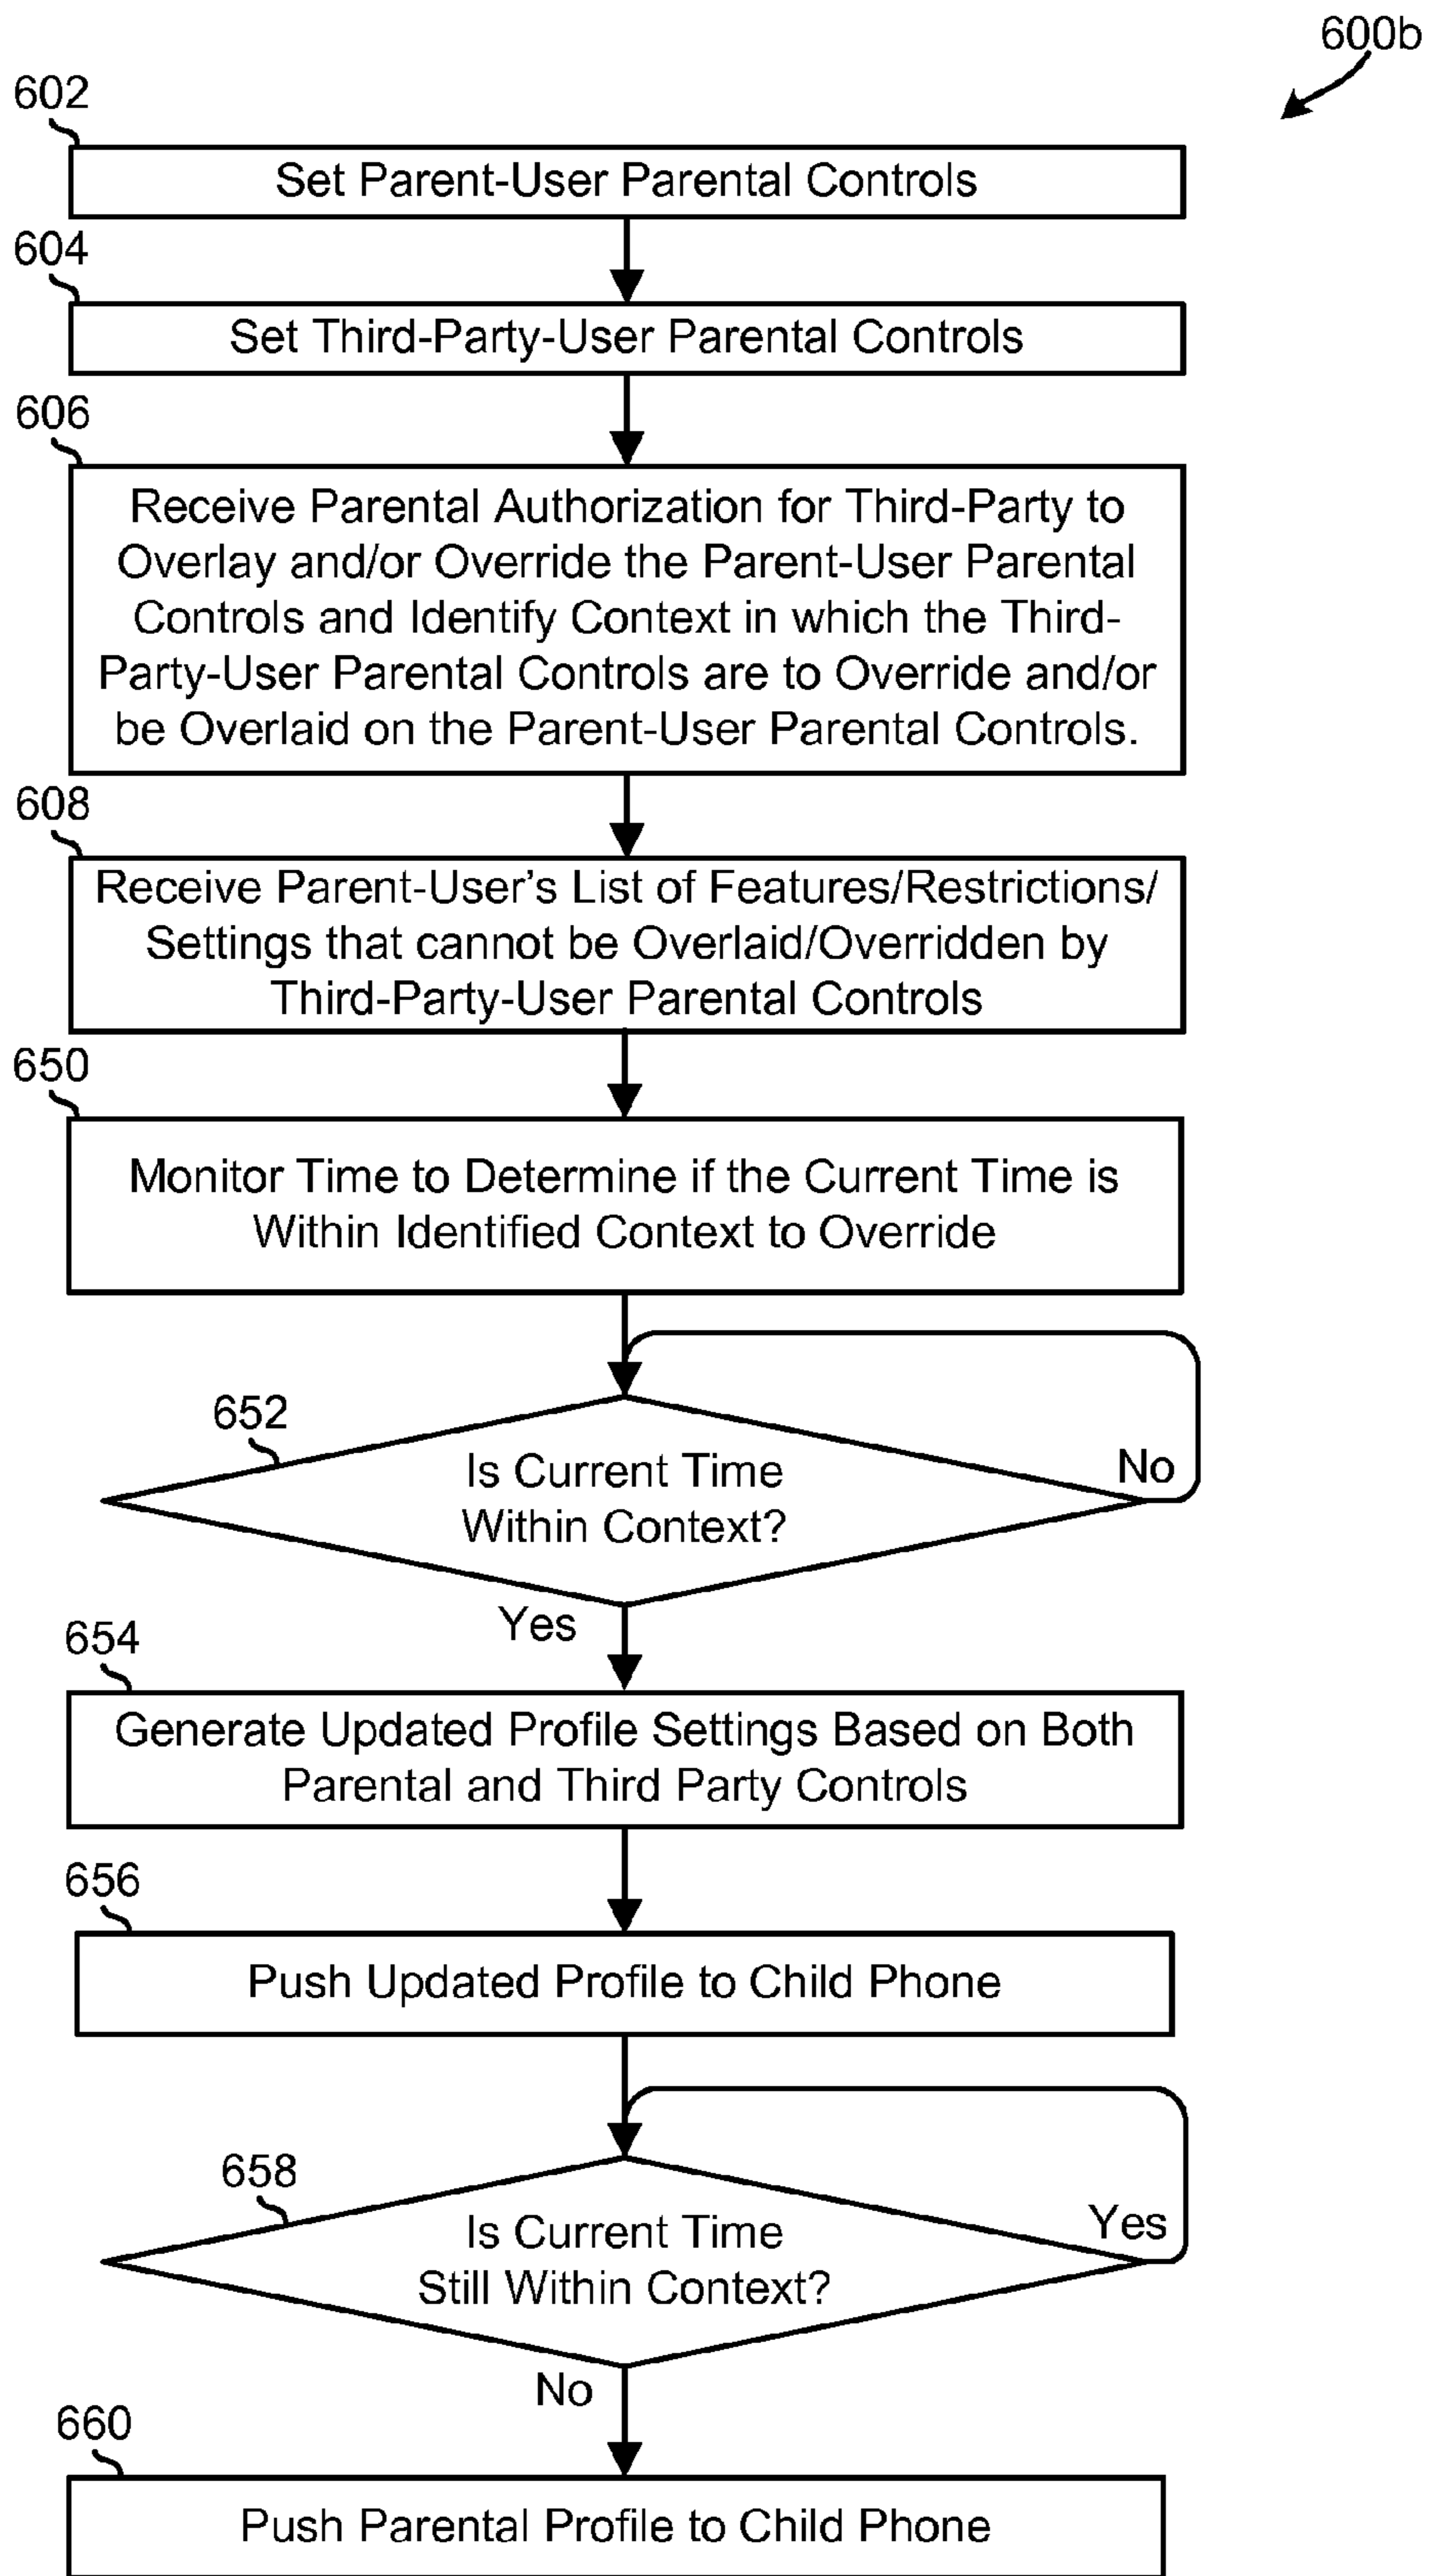 600b
602
Set Parent-User Parental Controls
604
Set Third-Party-User Parental Controls
606
Receive Parental Authorization for Third-Party to
Overlay and/or Override the Parent-User Parental
Controls and Identify Context in which the Third-
Party-User Parental Controls are to Override and/or
be Overlaid on the Parent-User Parental Controls.
608
Receive Parent-User's List of Features/Restrictions/
Settings that cannot be Overlaid/Overridden by
Third-Party-User Parental Controls
650
Monitor Time to Determine if the Current Time is
Within Identified Context to Override
652
Is Current Time
Within Context?
No
Yes
654
Generate Updated Profile Settings Based on Both
Parental and Third Party Controls
656
Push Updated Profile to Child Phone
658
Is Current Time
Still Within Context?
Yes
No
660
Push Parental Profile to Child Phone